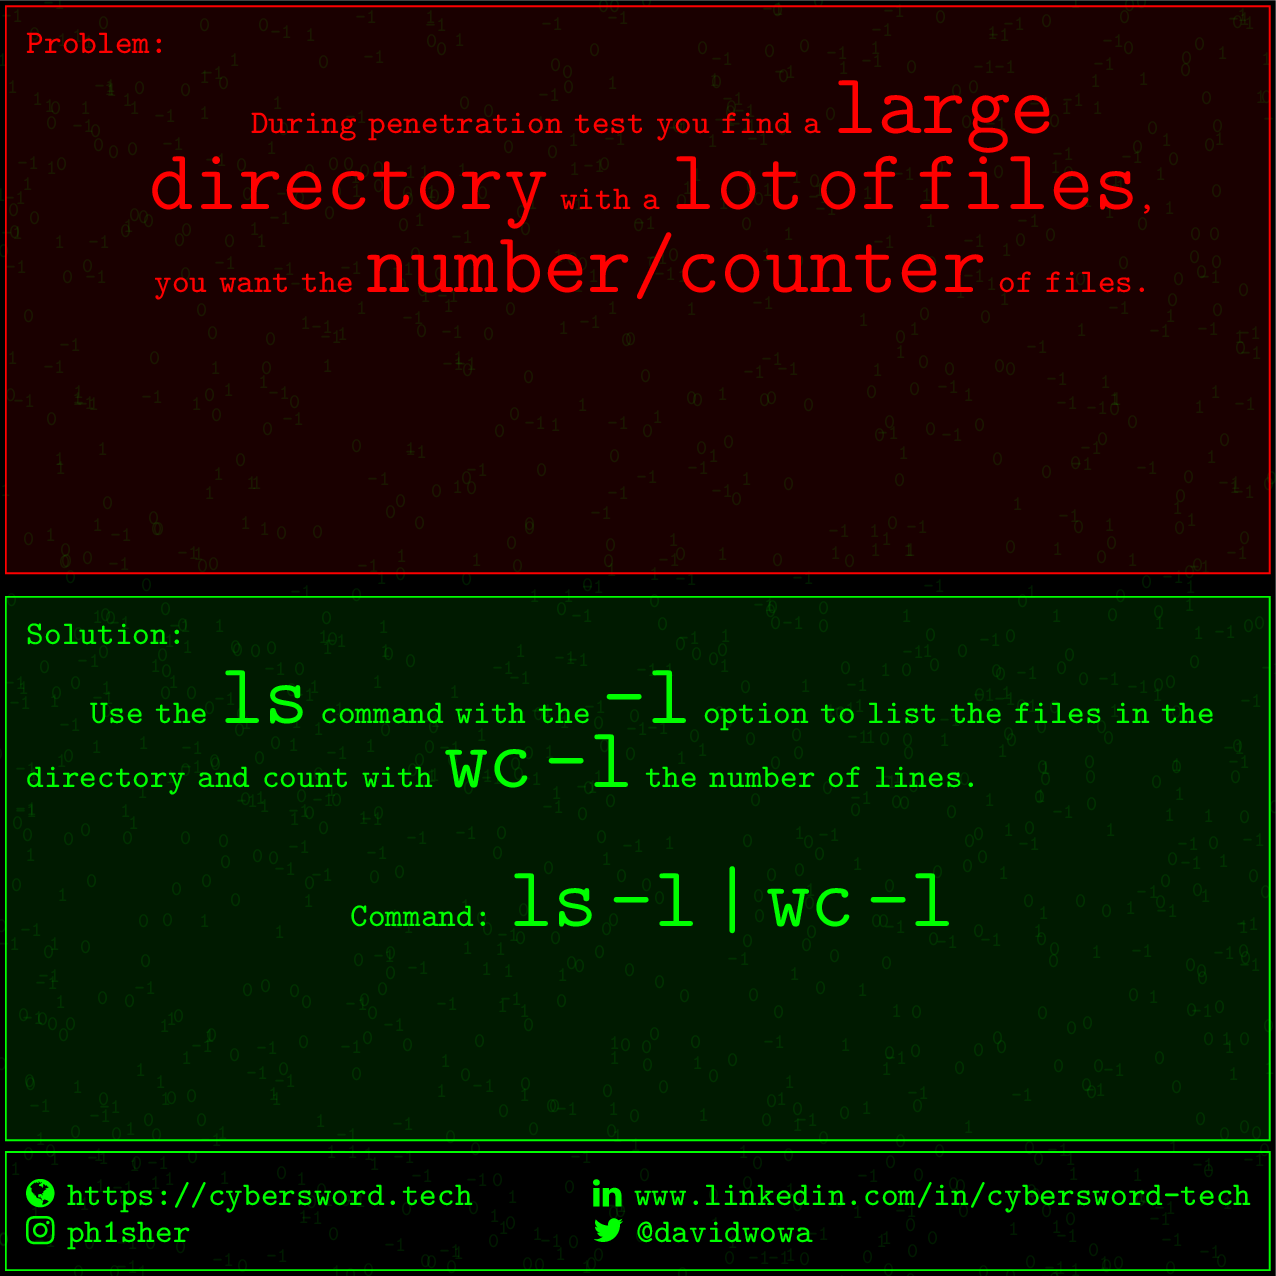 Problem:
During penetration test you find a large
directory with a lot of files,
you want the number/counter of files.
Solution:
Use the ls command with the -l option to list the files in the
directory and count with wc -l the number of lines.
Command: ls -l | wc -l
https://cybersword.tech
www.linkedin.com/in/cybersword-tech
ph1sher
@davidwowa